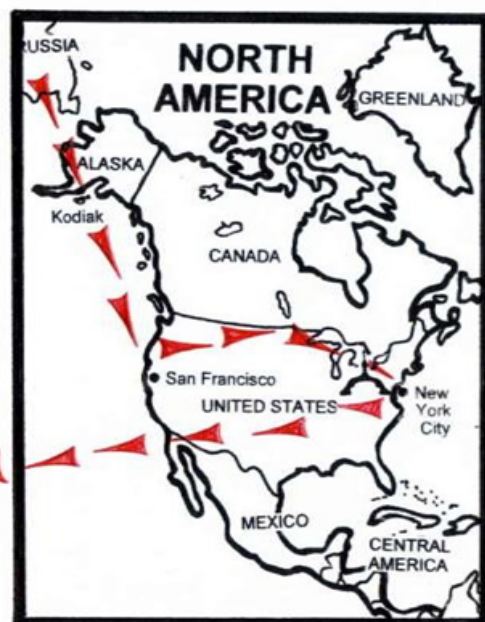 RUSSIA
NORTH
AMERICA
GREENLAND
ALASKA
Kodiak
CANADA
San Francisco
UNITED STATES
New
York
City
MEXICO
CENTRAL
AMERICA